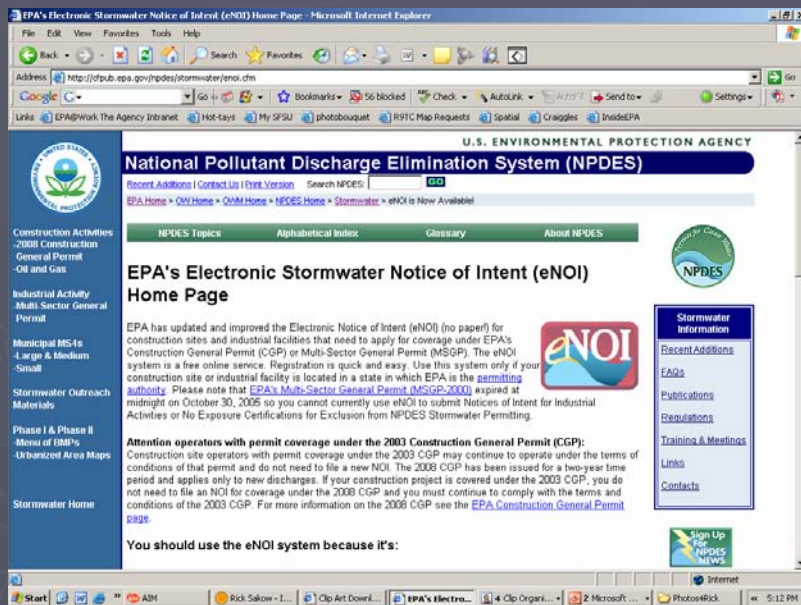 EPA's Electronic Stormwater Notice of Intent (eNOI) Home Page - Microsoft Internet Explorer
File Edit View Favorites Tools Help
Back Search Favorites
Address http://cfpub.epa.gov/npdes/stormwater/enoi.cfm Go
Google Go Bookmarks 56 blocked Check AutoLink AutoFill Send to Settings
Links EPA@Work The Agency Intranet Hot-tays My SFSU photobouquet R9TC Map Requests Spatial Craiggles InsideEPA
U.S. ENVIRONMENTAL PROTECTION AGENCY
National Pollutant Discharge Elimination System (NPDES)
Recent Additions | Contact Us | Print Version Search NPDES: GO
EPA Home > OW Home > OWM Home > NPDES Home > Stormwater > eNOI is Now Available!
NPDES Topics Alphabetical Index Glossary About NPDES
Construction Activities
-2008 Construction
General Permit
-Oil and Gas
Industrial Activity
-Multi-Sector General
Permit
Municipal MS4s
-Large & Medium
-Small
Stormwater Outreach
Materials
Phase I & Phase II
-Menu of BMPs
-Urbanized Area Maps
Stormwater Home
EPA's Electronic Stormwater Notice of Intent (eNOI)
Home Page
EPA has updated and improved the Electronic Notice of Intent (eNOI) (no paper!) for
construction sites and industrial facilities that need to apply for coverage under EPA's
Construction General Permit (CGP) or Multi-Sector General Permit (MSGP). The eNOI
system is a free online service. Registration is quick and easy. Use this system only if your
construction site or industrial facility is located in a state in which EPA is the permitting
authority. Please note that EPA's Multi-Sector General Permit (MSGP-2000) expired at
midnight on October 30, 2005 so you cannot currently use eNOI to submit Notices of Intent for Industrial
Activities or No Exposure Certifications for Exclusion from NPDES Stormwater Permitting.
eNOI
Attention operators with permit coverage under the 2003 Construction General Permit (CGP):
Construction site operators with permit coverage under the 2003 CGP may continue to operate under the terms of
conditions of that permit and do not need to file a new NOI. The 2008 CGP has been issued for a two-year time
period and applies only to new discharges. If your construction project is covered under the 2003 CGP, you do
not need to file an NOI for coverage under the 2008 CGP and you must continue to comply with the terms and
conditions of the 2003 CGP. For more information on the 2008 CGP see the EPA Construction General Permit
page.
You should use the eNOI system because it's:
Permits for Clean Water
NPDES
Stormwater
Information
Recent Additions
FAQs
Publications
Regulations
Training & Meetings
Links
Contacts
Sign Up
For
NPDES
NEWS
Internet
Start AIM Rick Sakow - I... Clip Art Downl... EPA's Electro... 4 Clip Organi... 2 Microsoft ... Photos4Rick 5:12 PM